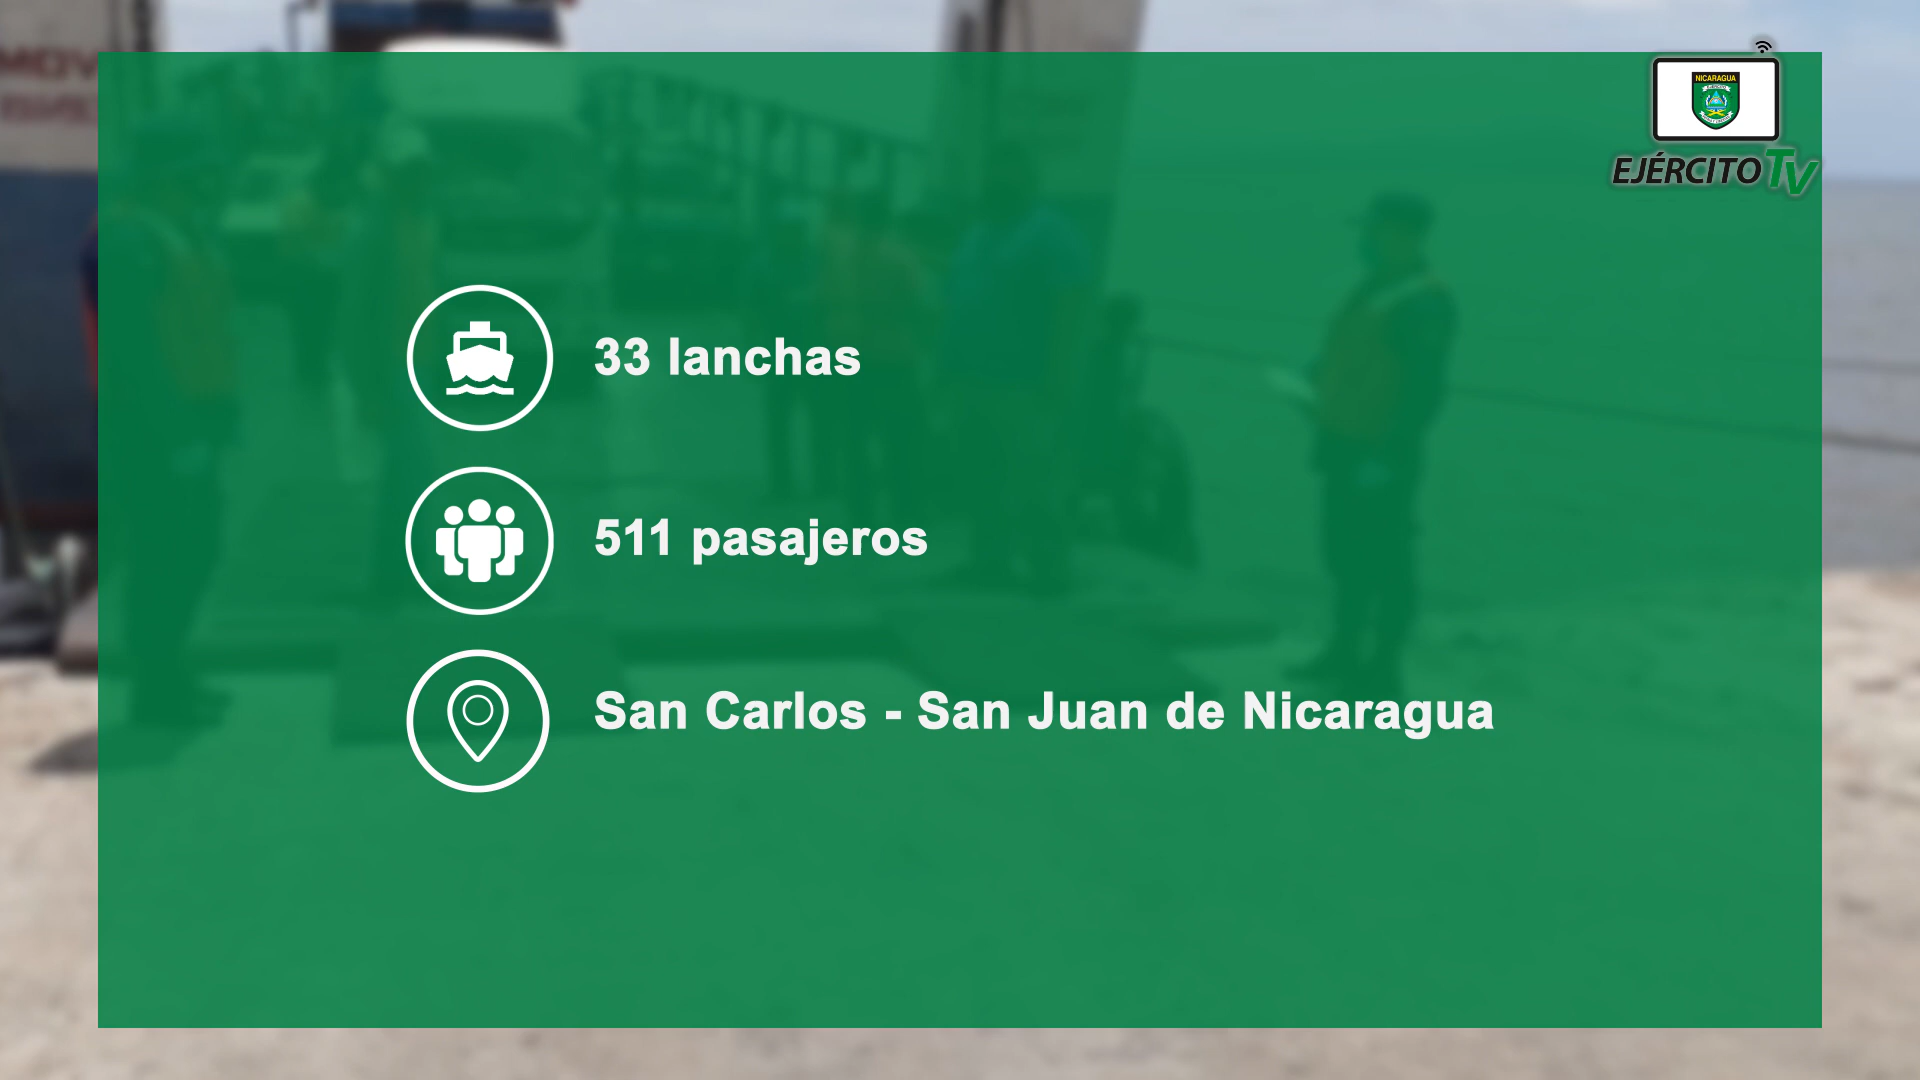 NICARAGUA
EJÉRCITO TV
33 lanchas
511 pasajeros
San Carlos - San Juan de Nicaragua